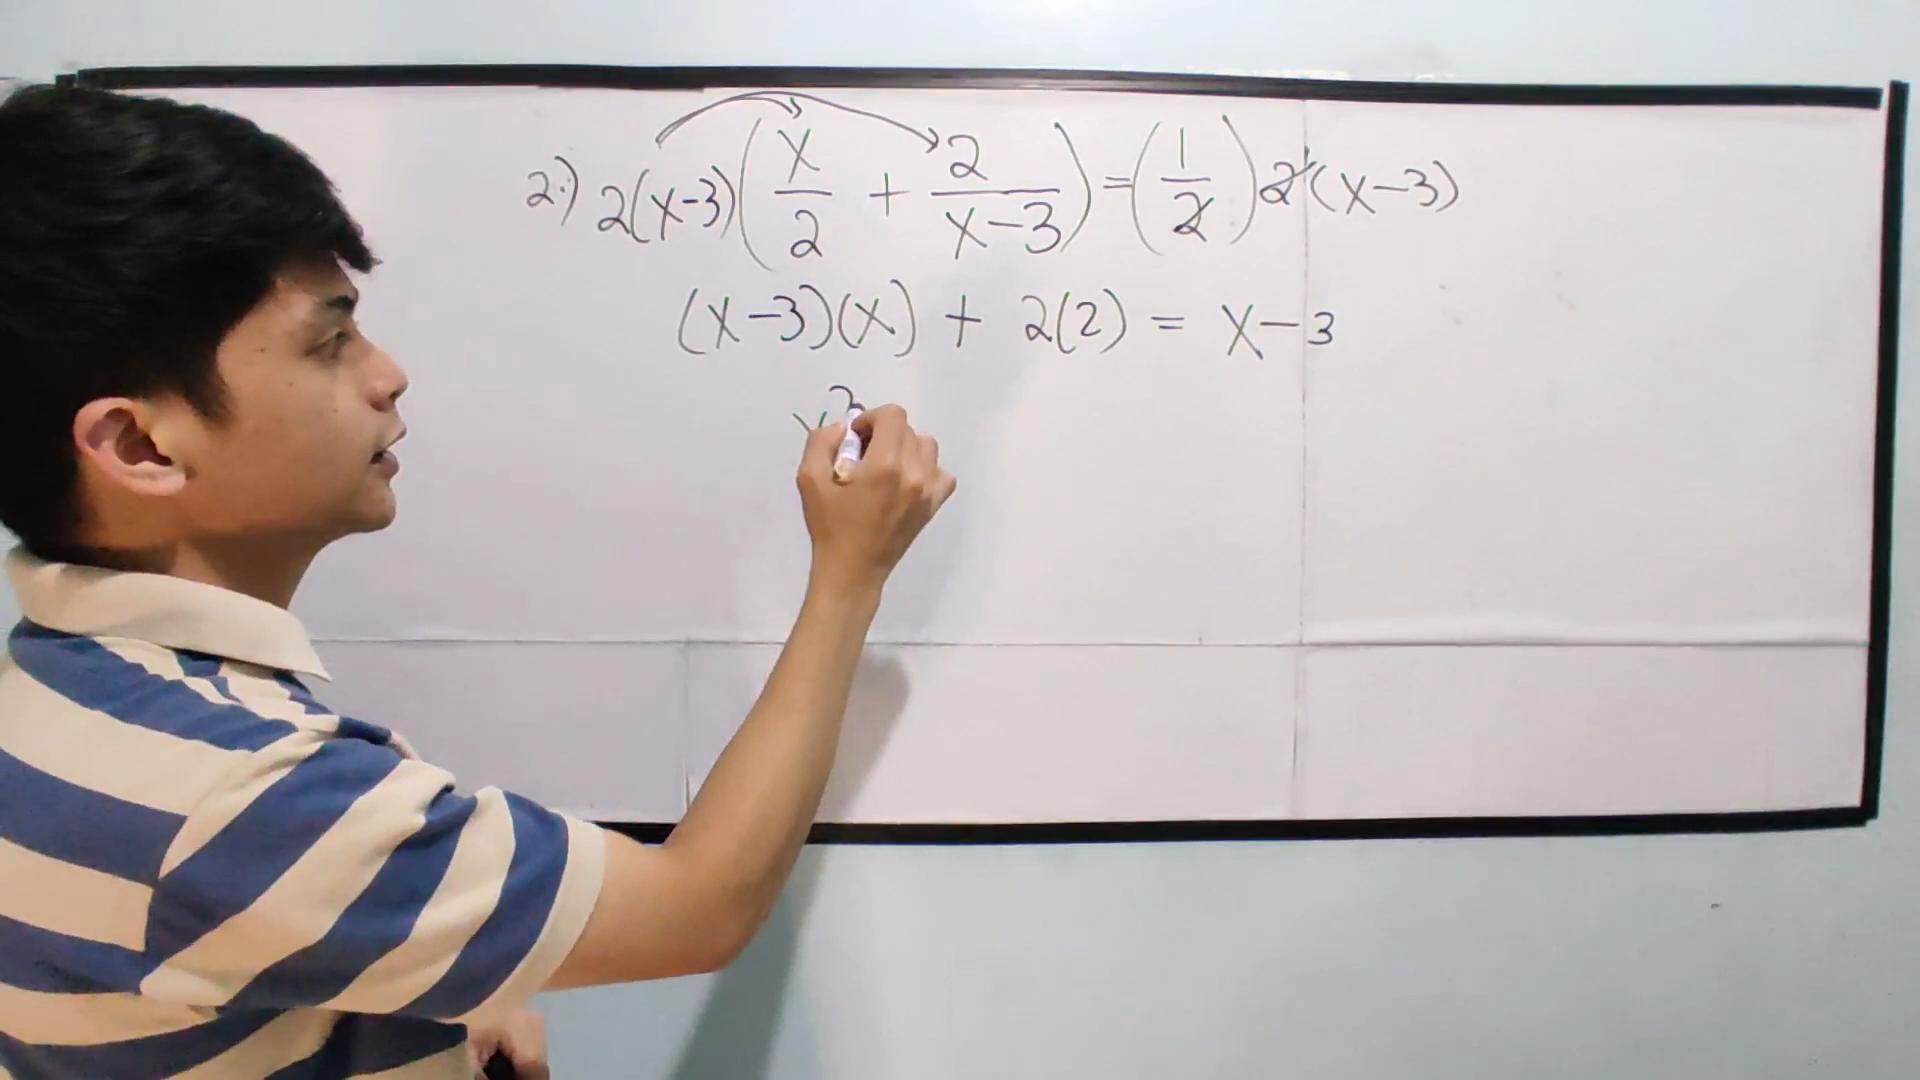 2.) 2(x-3)(x/2 + 2/(x-3)) = (1/2) 2(x-3)
(x-3)(x) + 2(2) = x-3
x²